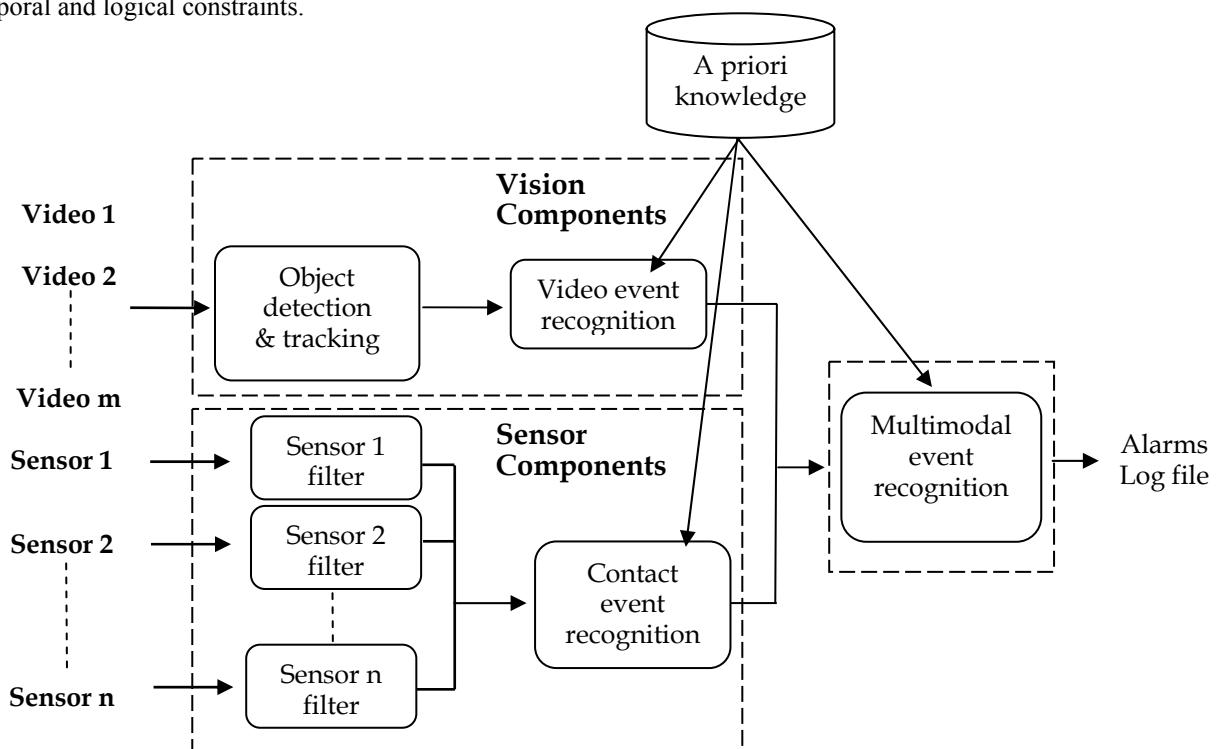 poral and logical constraints.
A priori
knowledge
Vision
Components
Video 1
Video 2
Video m
Object
detection
& tracking
Video event
recognition
Sensor
Components
Sensor 1
Sensor 2
Sensor n
Sensor 1
filter
Sensor 2
filter
Sensor n
filter
Contact
event
recognition
Multimodal
event
recognition
Alarms
Log file